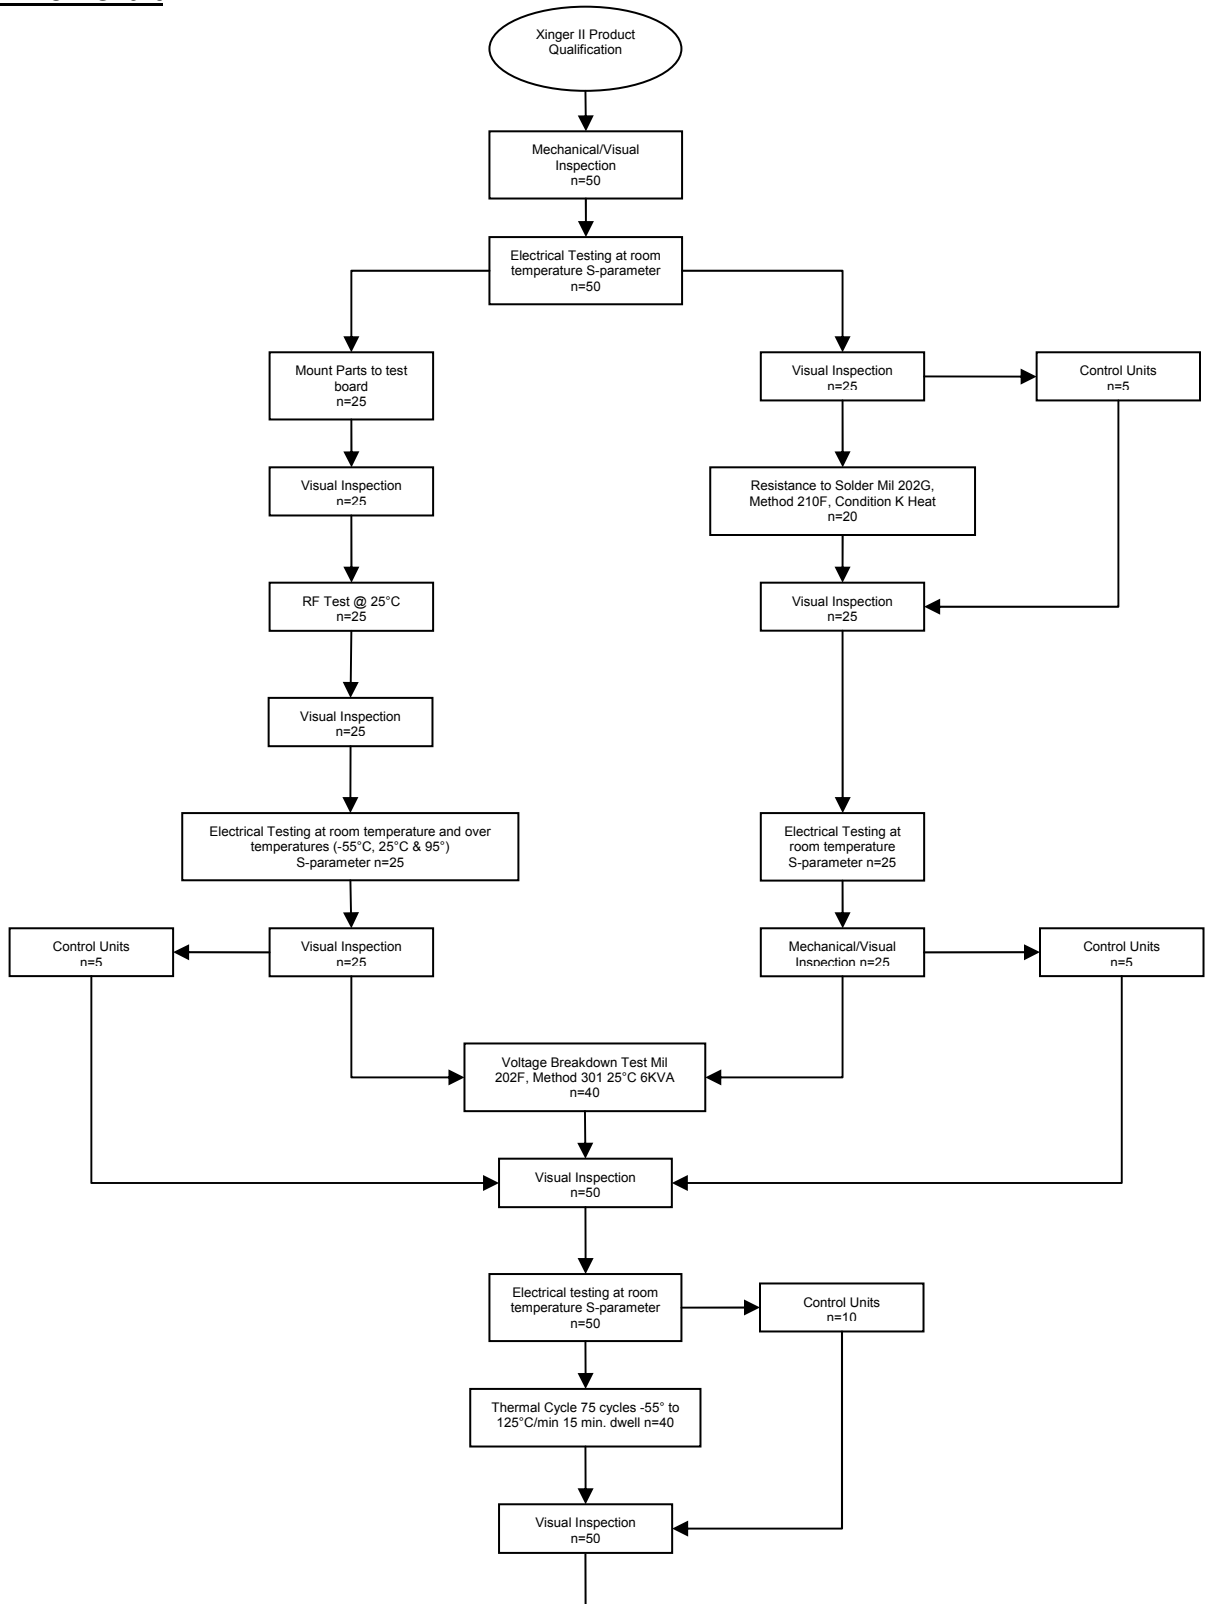 Xinger II Product
Qualification
Mechanical/Visual
Inspection
n=50
Electrical Testing at room
temperature S-parameter
n=50
Mount Parts to test
board
n=25
Visual Inspection
n=25
Control Units
n=5
Visual Inspection
n=25
Resistance to Solder Mil 202G,
Method 210F, Condition K Heat
n=20
RF Test @ 25°C
n=25
Visual Inspection
n=25
Visual Inspection
n=25
Electrical Testing at room temperature and over
temperatures (-55°C, 25°C & 95°)
S-parameter n=25
Electrical Testing at
room temperature
S-parameter n=25
Control Units
n=5
Visual Inspection
n=25
Mechanical/Visual
Inspection n=25
Control Units
n=5
Voltage Breakdown Test Mil
202F, Method 301 25°C 6KVA
n=40
Visual Inspection
n=50
Electrical testing at room
temperature S-parameter
n=50
Control Units
n=10
Thermal Cycle 75 cycles -55° to
125°C/min 15 min. dwell n=40
Visual Inspection
n=50